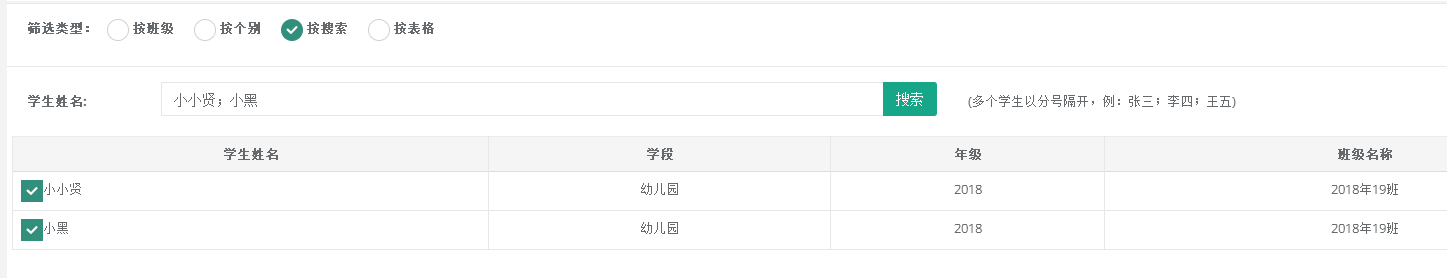 筛选类型： 按班级 按个别 按搜索 按表格
学生姓名: 小小贤；小黑 搜索 (多个学生以分号隔开，例：张三；李四；王五)
学生姓名 学段 年级 班级名称
小小贤 幼儿园 2018 2018年19班
小黑 幼儿园 2018 2018年19班